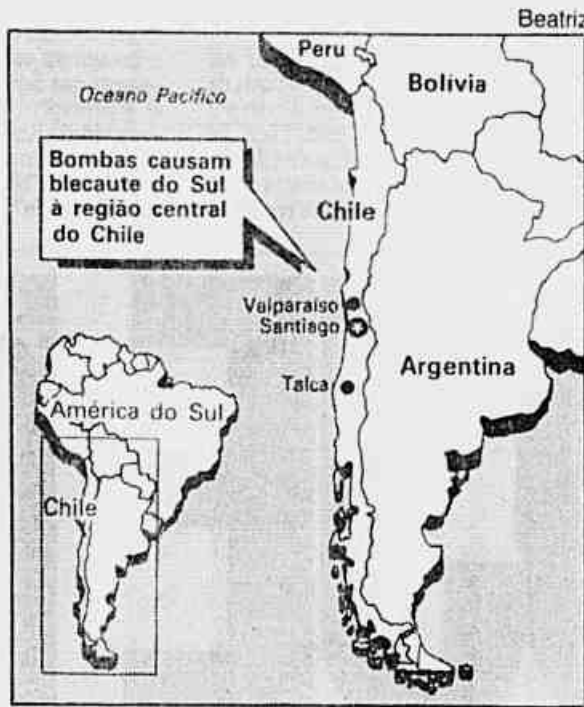 Beatriz
Peru
Bolívia
Oceano Pacífico
Bombas causam
blecaute do Sul
à região central
do Chile
Chile
Valparaíso
Santiago
Argentina
Talca
América do Sul
Chile